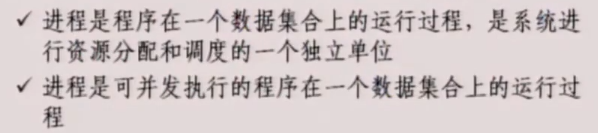 ✓ 进程是程序在一个数据集合上的运行过程，是系统进
行资源分配和调度的一个独立单位
✓ 进程是可并发执行的程序在一个数据集合上的运行过
程